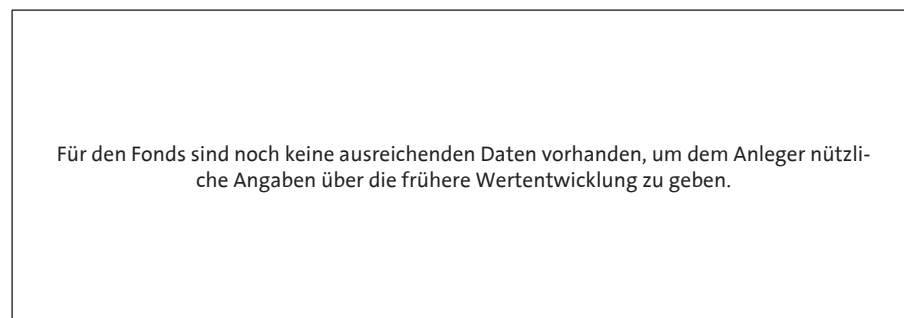 Für den Fonds sind noch keine ausreichenden Daten vorhanden, um dem Anleger nützli-
che Angaben über die frühere Wertentwicklung zu geben.